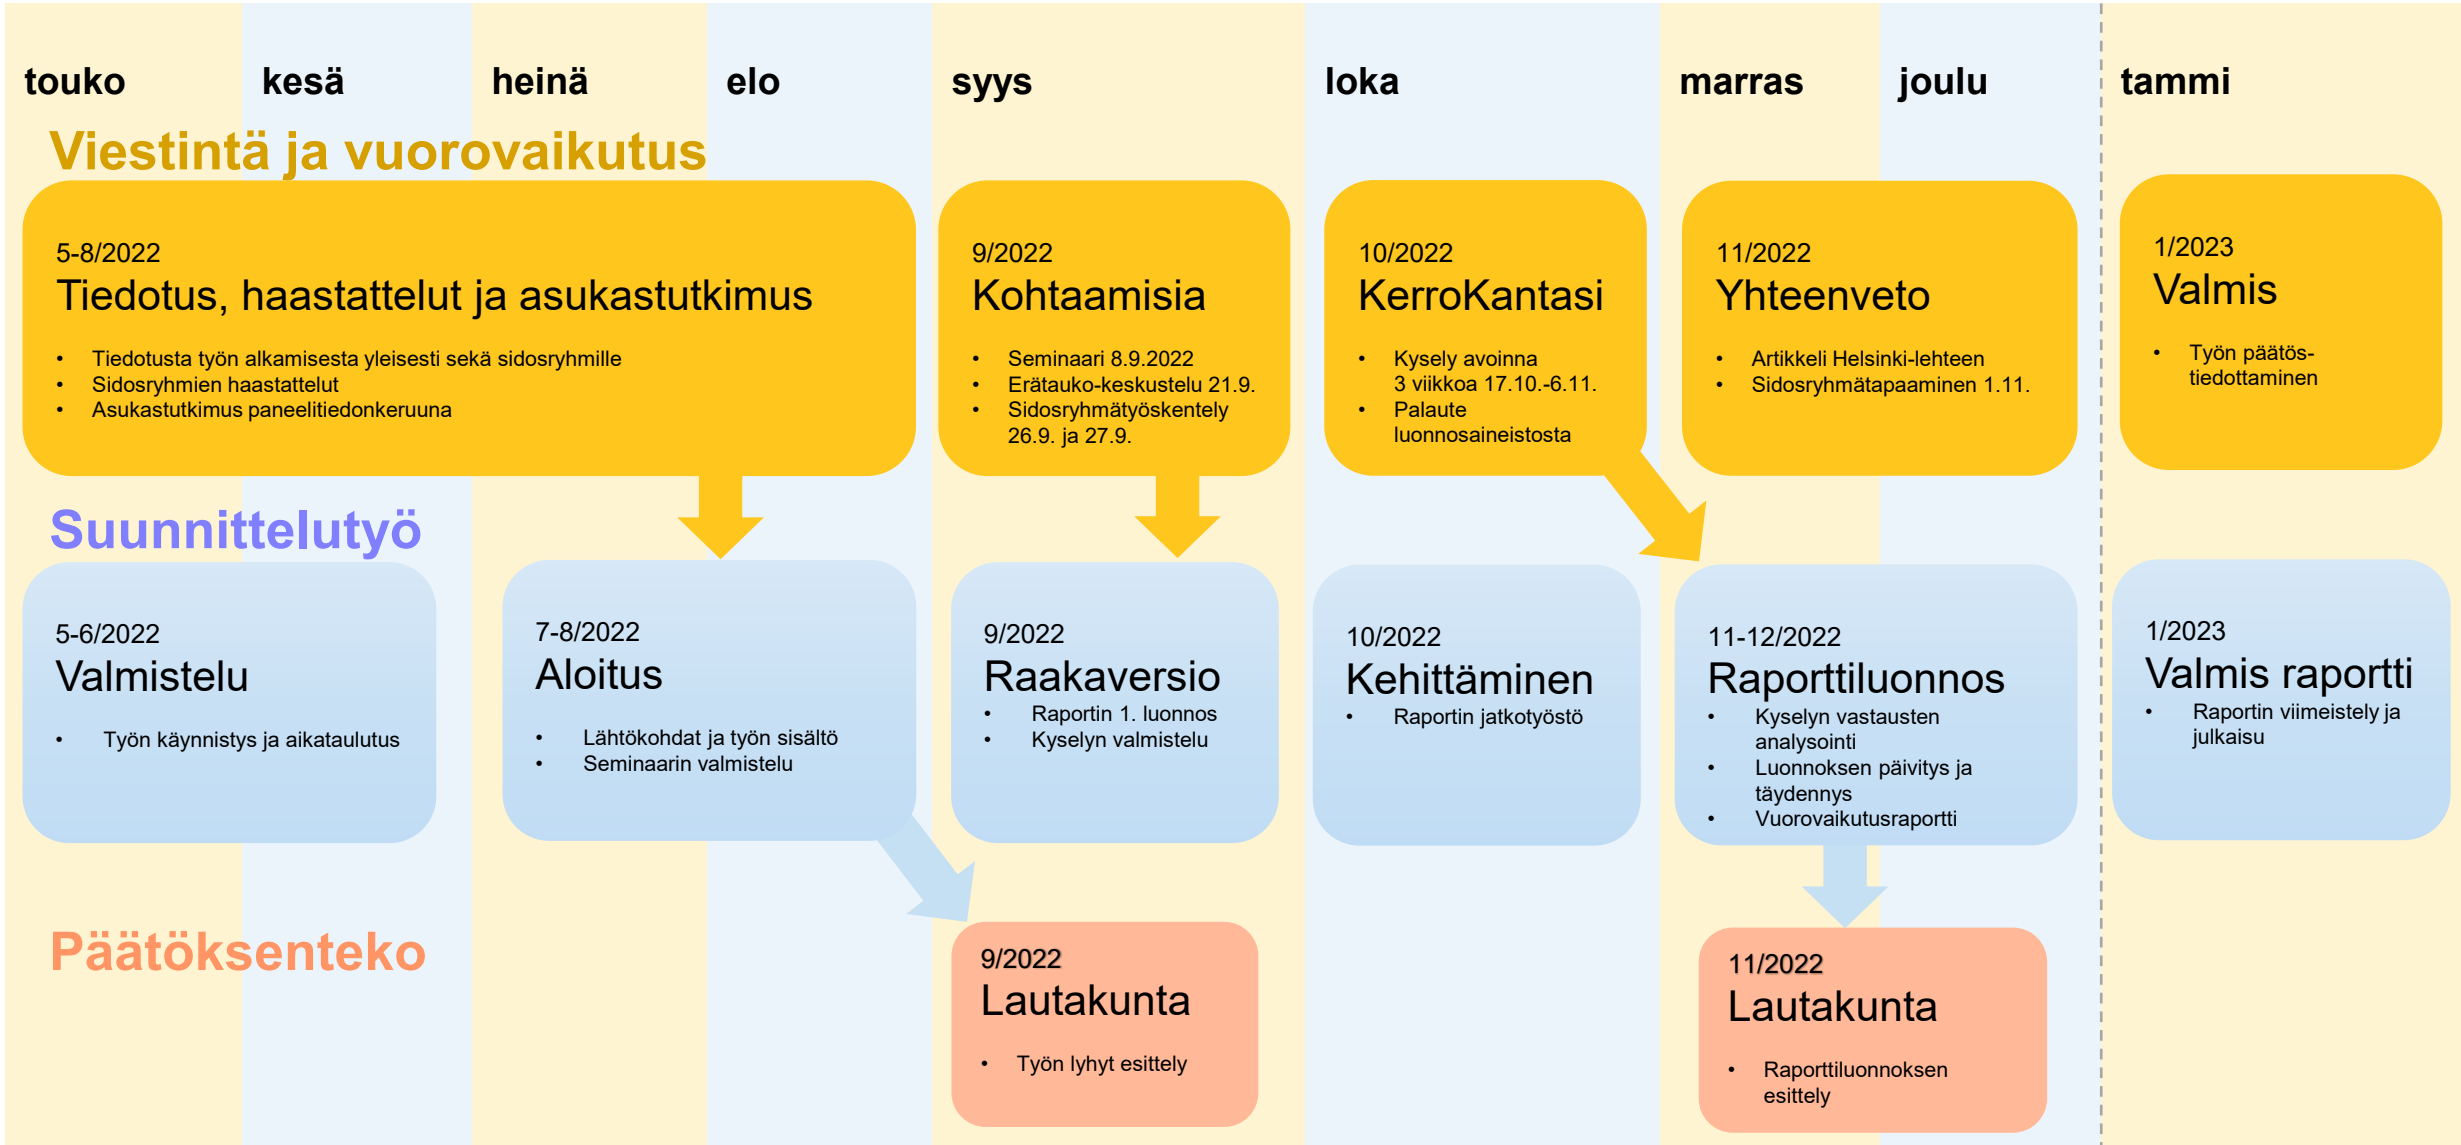 touko
kesä
heinä
elo
syys
loka
marras
joulu
tammi
Viestintä ja vuorovaikutus
5-8/2022
Tiedotus, haastattelut ja asukastutkimus
• Tiedotusta työn alkamisesta yleisesti sekä sidosryhmille
• Sidosryhmien haastattelut
• Asukastutkimus paneelitiedonkeruuna
9/2022
Kohtaamisia
• Seminaari 8.9.2022
• Erätauko-keskustelu 21.9.
• Sidosryhmätyöskentely
26.9. ja 27.9.
10/2022
KerroKantasi
• Kysely avoinna
3 viikkoa 17.10.-6.11.
• Palaute
luonnosaineistosta
11/2022
Yhteenveto
• Artikkeli Helsinki-lehteen
• Sidosryhmätapaaminen 1.11.
1/2023
Valmis
• Työn päätös-
tiedottaminen
Suunnittelutyö
5-6/2022
Valmistelu
• Työn käynnistys ja aikataulutus
7-8/2022
Aloitus
• Lähtökohdat ja työn sisältö
• Seminaarin valmistelu
9/2022
Raakaversio
• Raportin 1. luonnos
• Kyselyn valmistelu
10/2022
Kehittäminen
• Raportin jatkotyöstö
11-12/2022
Raporttiluonnos
• Kyselyn vastausten
analysointi
• Luonnoksen päivitys ja
täydennys
• Vuorovaikutusraportti
1/2023
Valmis raportti
• Raportin viimeistely ja
julkaisu
Päätöksenteko
9/2022
Lautakunta
• Työn lyhyt esittely
11/2022
Lautakunta
• Raporttiluonnoksen
esittely